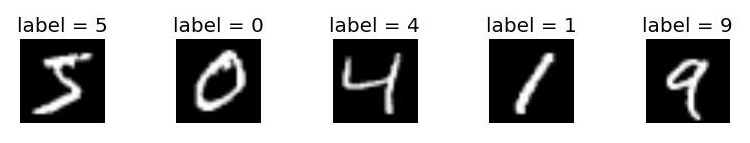 label = 5 label = 0 label = 4 label = 1 label = 9
5 0 4 1 9